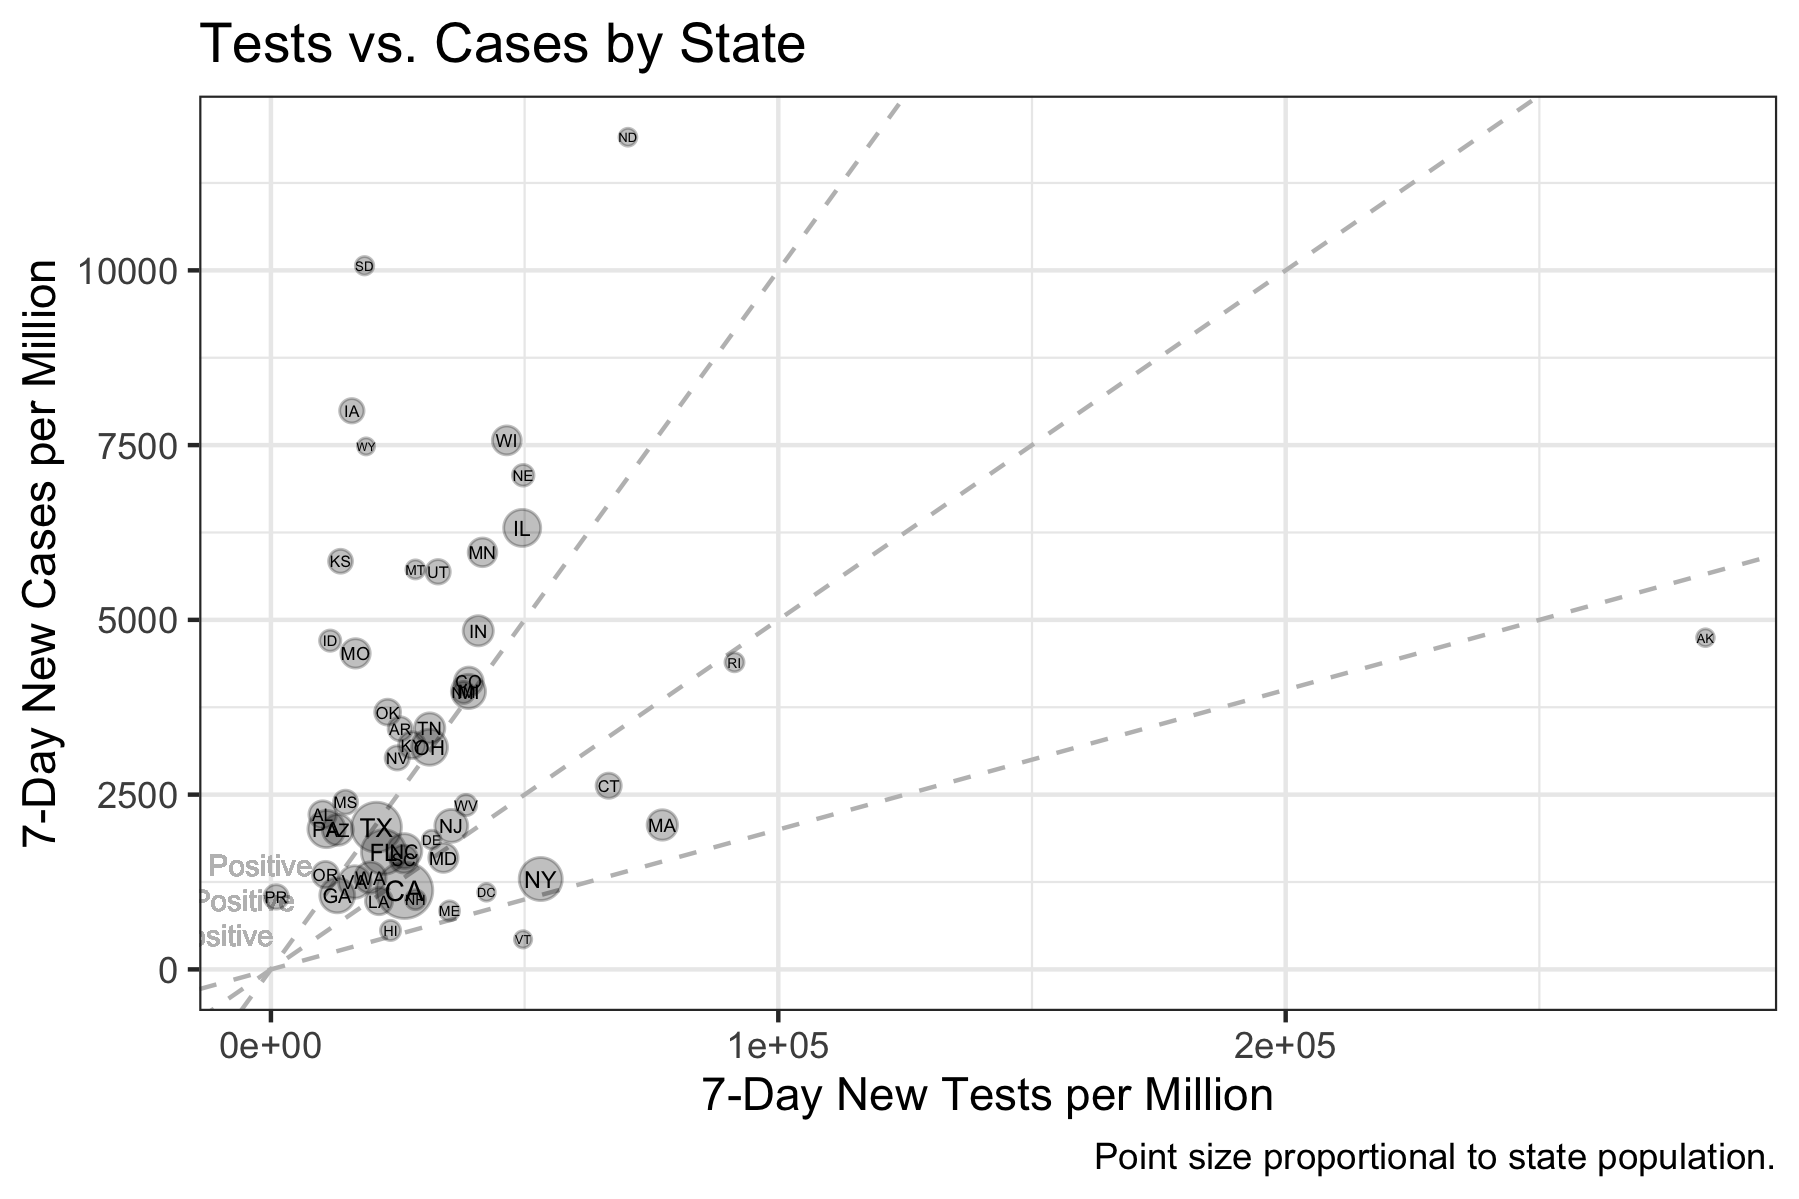 Tests vs. Cases by State
7-Day New Cases per Million
10000
7500
5000
2500
0
ND
SD
IA
WY
WI
NE
IL
MN
KS
MT
UT
IN
ID
MO
RI
AK
CO
MI
OK
AR
TN
KY
OH
NV
CT
MS
WV
AL
PA
AZ
TX
NJ
MA
DE
FL
NC
SC
MD
Positive
OR
VA
WA
CA
NY
PR
Positive
GA
LA
NH
DC
ME
HI
VT
ositive
0e+00
1e+05
2e+05
7-Day New Tests per Million
Point size proportional to state population.